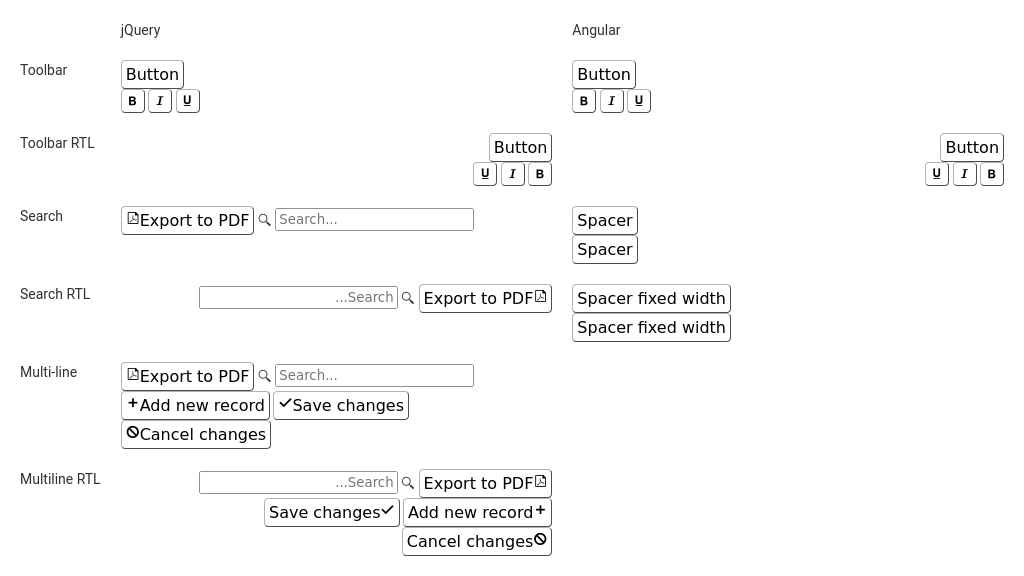 jQuery Angular
Toolbar Button Button
B I U B I U
Toolbar RTL Button Button
U I B U I B
Search Export to PDF Search... Spacer
Spacer
Search RTL ...Search Export to PDF Spacer fixed width
Spacer fixed width
Multi-line Export to PDF Search...
Add new record Save changes
Cancel changes
Multiline RTL ...Search Export to PDF
Save changes Add new record
Cancel changes